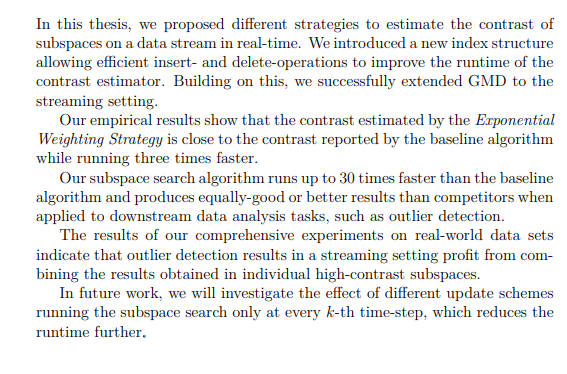 In this thesis, we proposed different strategies to estimate the contrast of
subspaces on a data stream in real-time. We introduced a new index structure
allowing efficient insert- and delete-operations to improve the runtime of the
contrast estimator. Building on this, we successfully extended GMD to the
streaming setting.
Our empirical results show that the contrast estimated by the Exponential
Weighting Strategy is close to the contrast reported by the baseline algorithm
while running three times faster.
Our subspace search algorithm runs up to 30 times faster than the baseline
algorithm and produces equally-good or better results than competitors when
applied to downstream data analysis tasks, such as outlier detection.
The results of our comprehensive experiments on real-world data sets
indicate that outlier detection results in a streaming setting profit from com-
bining the results obtained in individual high-contrast subspaces.
In future work, we will investigate the effect of different update schemes
running the subspace search only at every k-th time-step, which reduces the
runtime further.